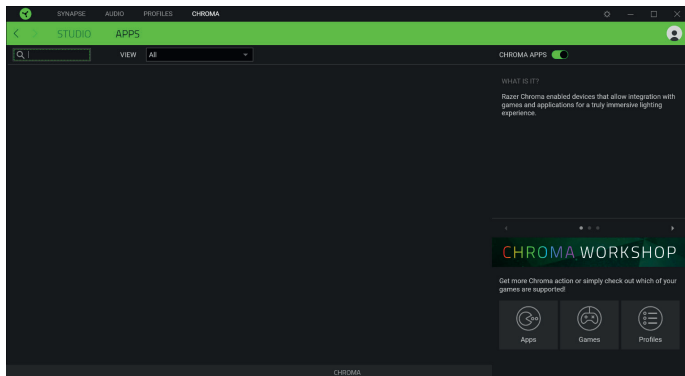 SYNAPSE AUDIO PROFILES CHROMA
STUDIO APPS
VIEW All
CHROMA APPS
WHAT IS IT?
Razer Chroma enabled devices that allow integration with
games and applications for a truly immersive lighting
experience.
CHROMA WORKSHOP
Get more Chroma action or simply check out which of your
games are supported!
Apps Games Profiles
CHROMA